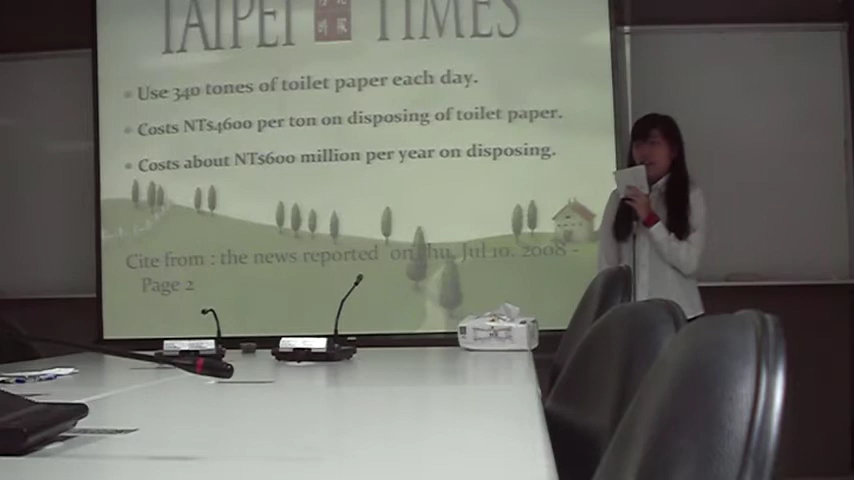 TAIPEI TIMES
Use 340 tones of toilet paper each day.
Costs NT$4600 per ton on disposing of toilet paper.
Costs about NT$600 million per year on disposing.
Cite from : the news reported on Thu, Jul 10, 2008 -
Page 2